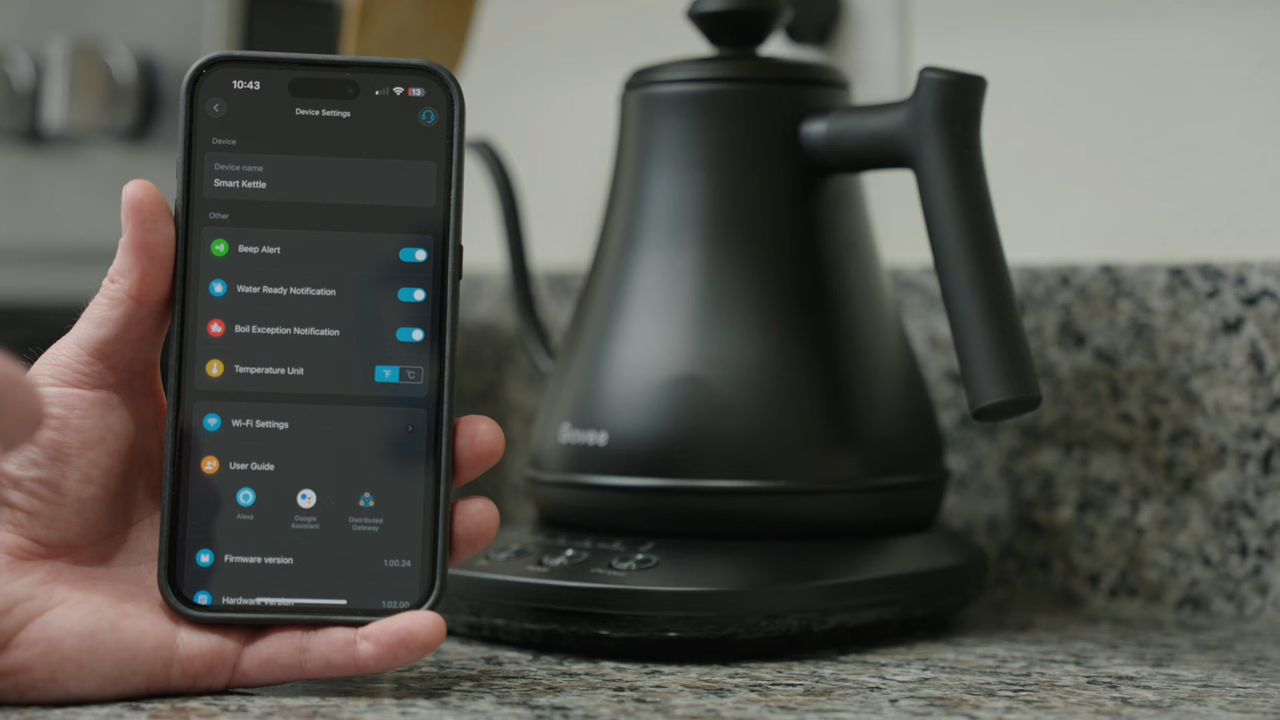 10:43
13
Device Settings
Device
Device name
Smart Kettle
Other
Beep Alert
Water Ready Notification
Boil Exception Notification
Temperature Unit
°F
°C
Wi-Fi Settings
User Guide
Alexa
Google
Assistant
Distributed
Gateway
Firmware version
1.00.24
Hardware version
1.02.00
Govee